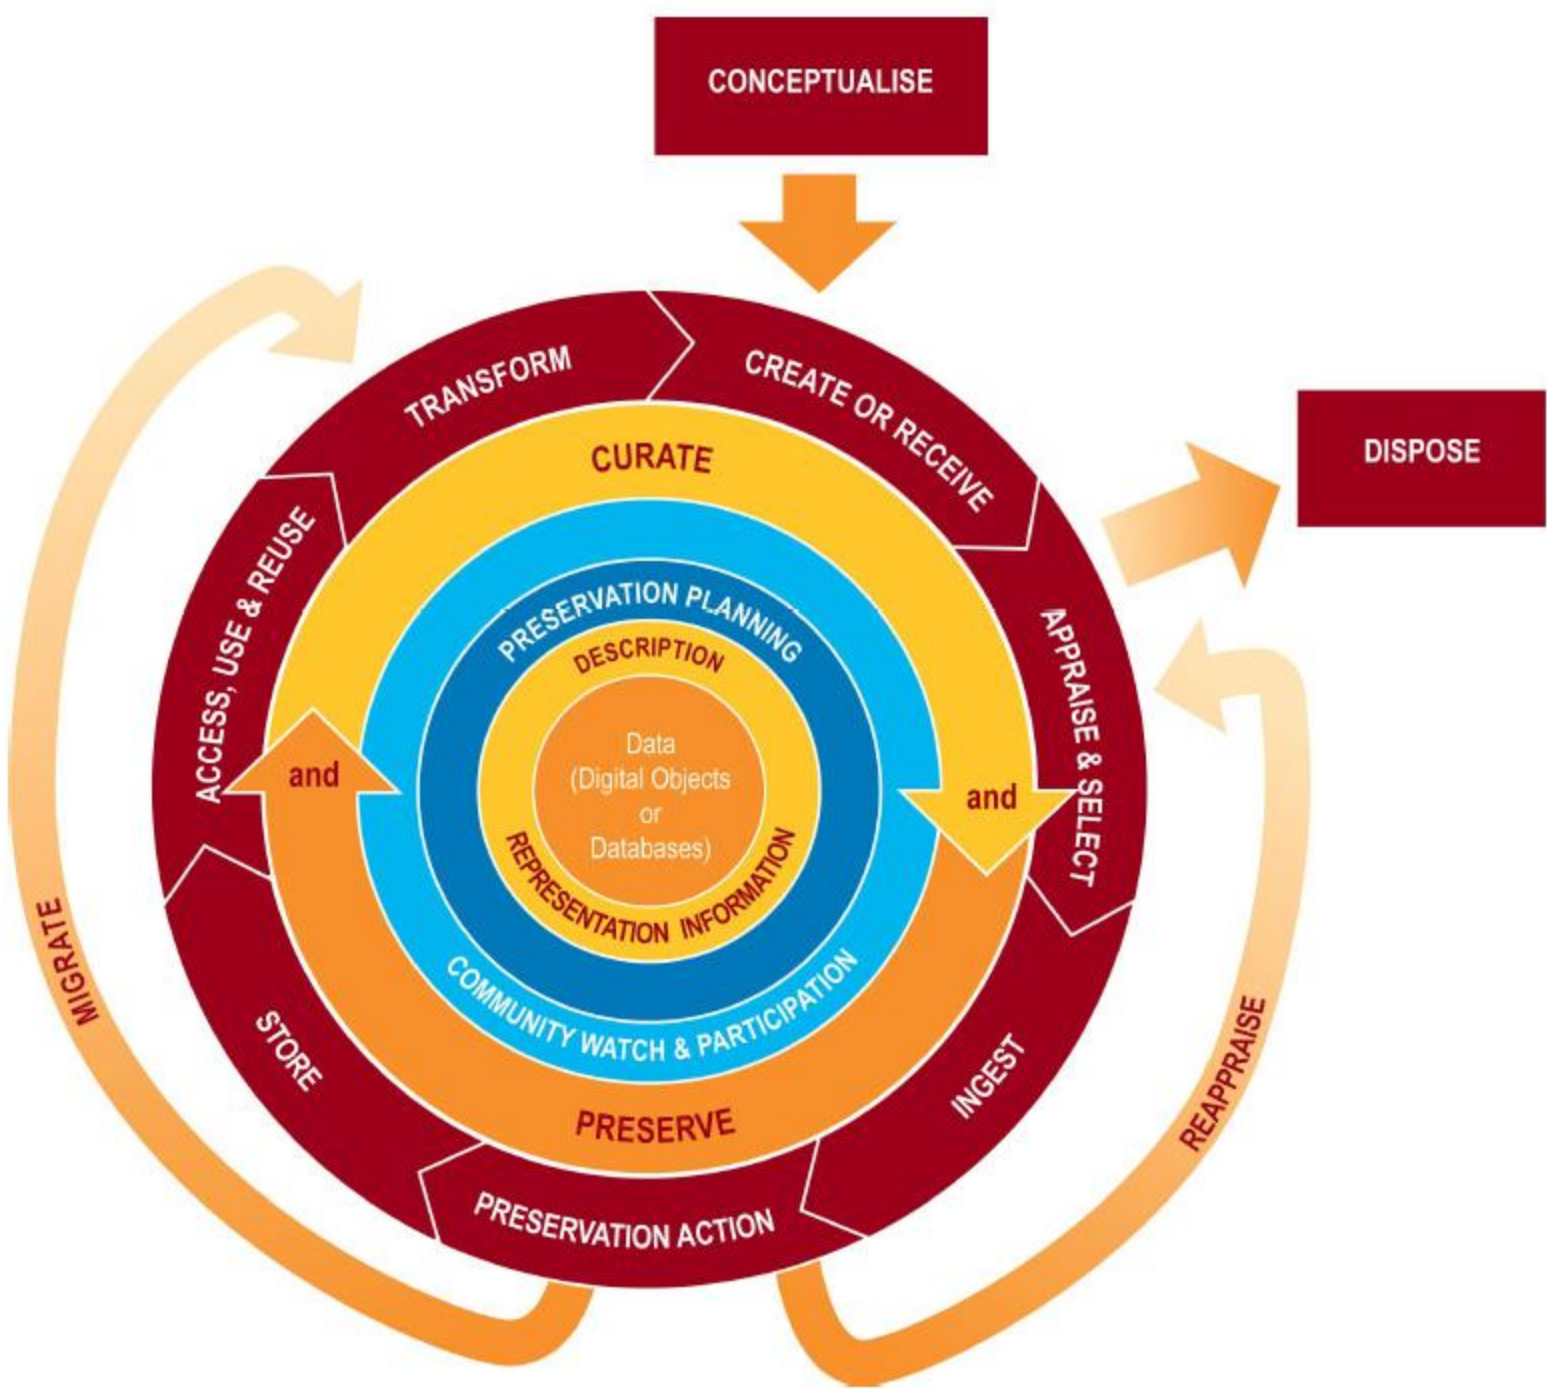 CONCEPTUALISE
TRANSFORM
CREATE OR RECEIVE
DISPOSE
CURATE
ACCESS, USE & REUSE
PRESERVATION PLANNING
DESCRIPTION
APPRAISE & SELECT
Data
(Digital Objects
or
Databases)
and
and
REPRESENTATION INFORMATION
COMMUNITY WATCH & PARTICIPATION
MIGRATE
STORE
INGEST
REAPPRAISE
PRESERVE
PRESERVATION ACTION